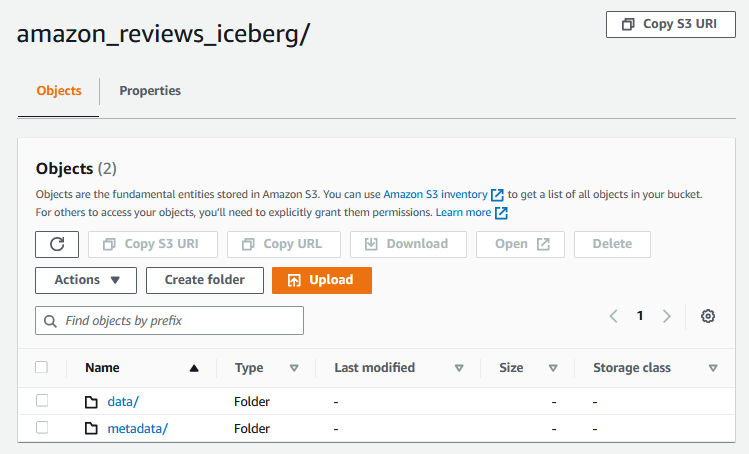 amazon_reviews_iceberg/
Copy S3 URI
Objects
Properties
Objects (2)
Objects are the fundamental entities stored in Amazon S3. You can use Amazon S3 inventory to get a list of all objects in your bucket.
For others to access your objects, you'll need to explicitly grant them permissions. Learn more
Copy S3 URI
Copy URL
Download
Open
Delete
Actions
Create folder
Upload
Find objects by prefix
1
Name Type Last modified Size Storage class
data/ Folder - - -
metadata/ Folder - - -